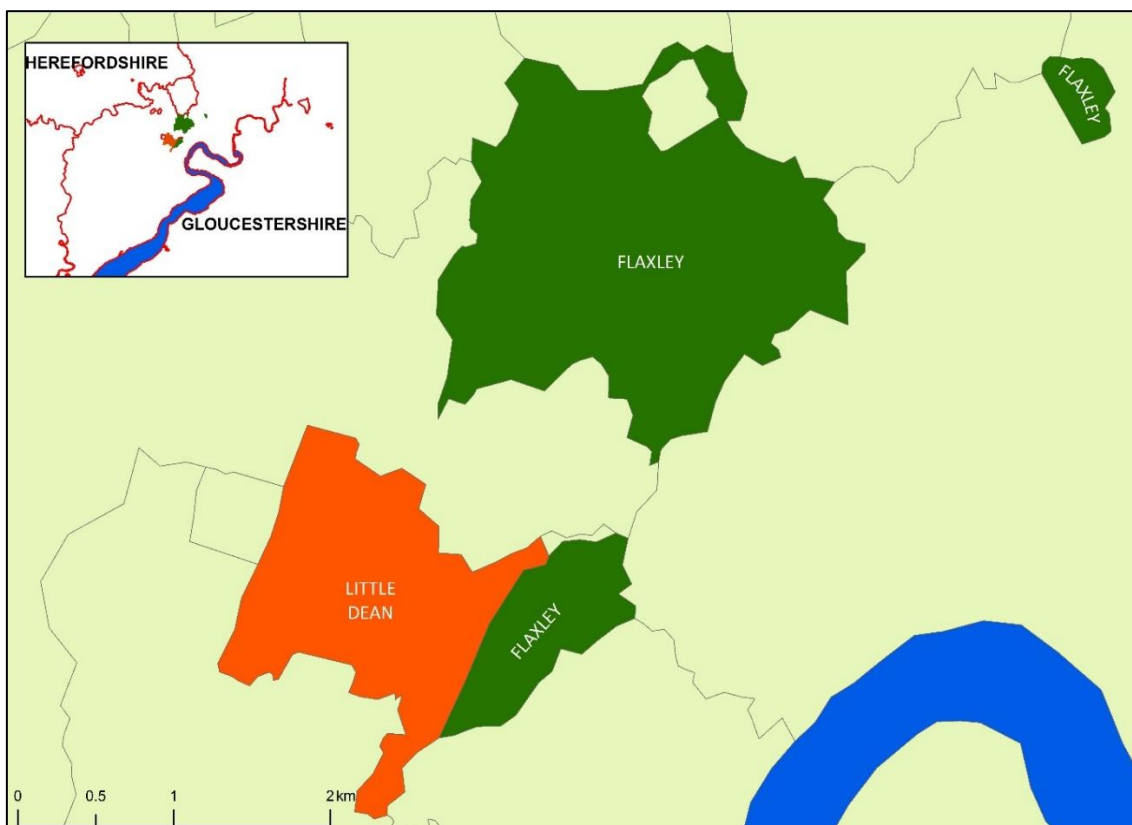 HEREFORDSHIRE
GLOUCESTERSHIRE
FLAXLEY
FLAXLEY
LITTLE
DEAN
FLAXLEY
0 0.5 1 2 km